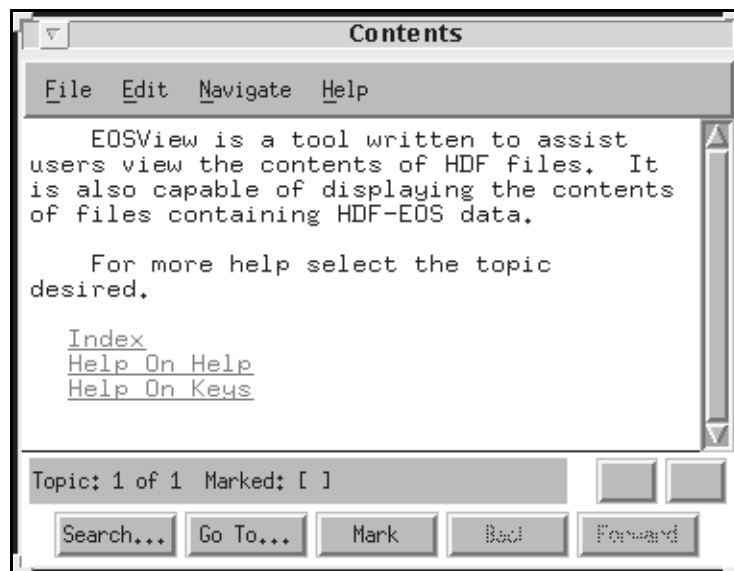 Contents
File Edit Navigate Help
EOSView is a tool written to assist
users view the contents of HDF files. It
is also capable of displaying the contents
of files containing HDF-EOS data.
For more help select the topic
desired.
Index
Help On Help
Help On Keys
Topic: 1 of 1 Marked: [ ]
Search... Go To... Mark Back Forward